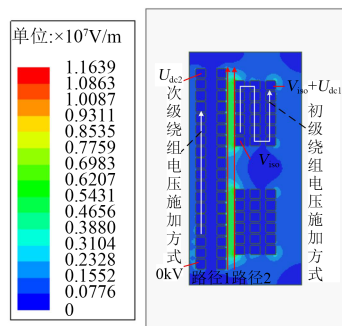 单位:×10⁷V/m
1.1639
1.0863
1.0087
0.9311
0.8535
0.7759
0.6983
0.6207
0.5431
0.4656
0.3880
0.3104
0.2328
0.1552
0.0776
0
U_dc2
次级绕组电压施加方式
0kV
路径1
路径2
V_iso
V_iso+U_dc1
初级绕组电压施加方式